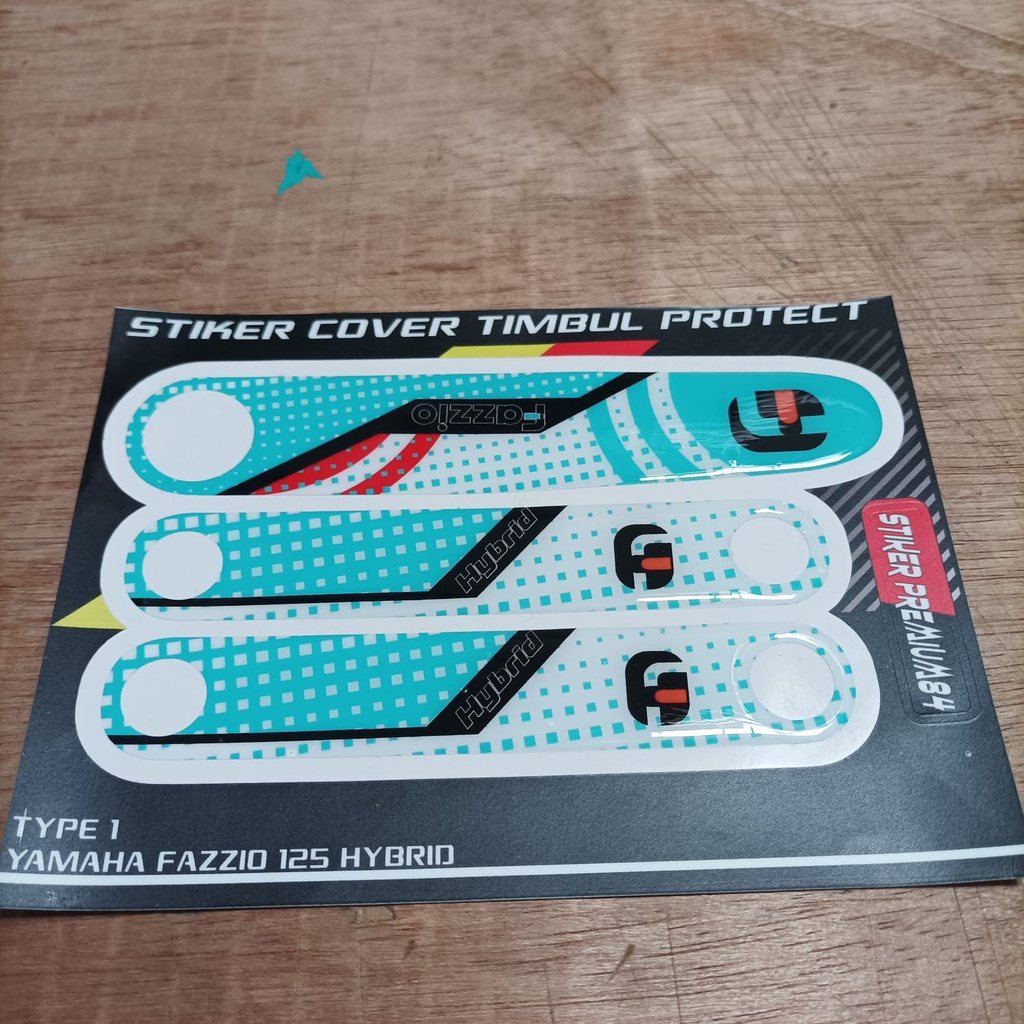 STIKER COVER TIMBUL PROTECT
Fazzio
Hybrid
Hybrid
STIKER PREMIUM84
TYPE 1
YAMAHA FAZZIO 125 HYBRID